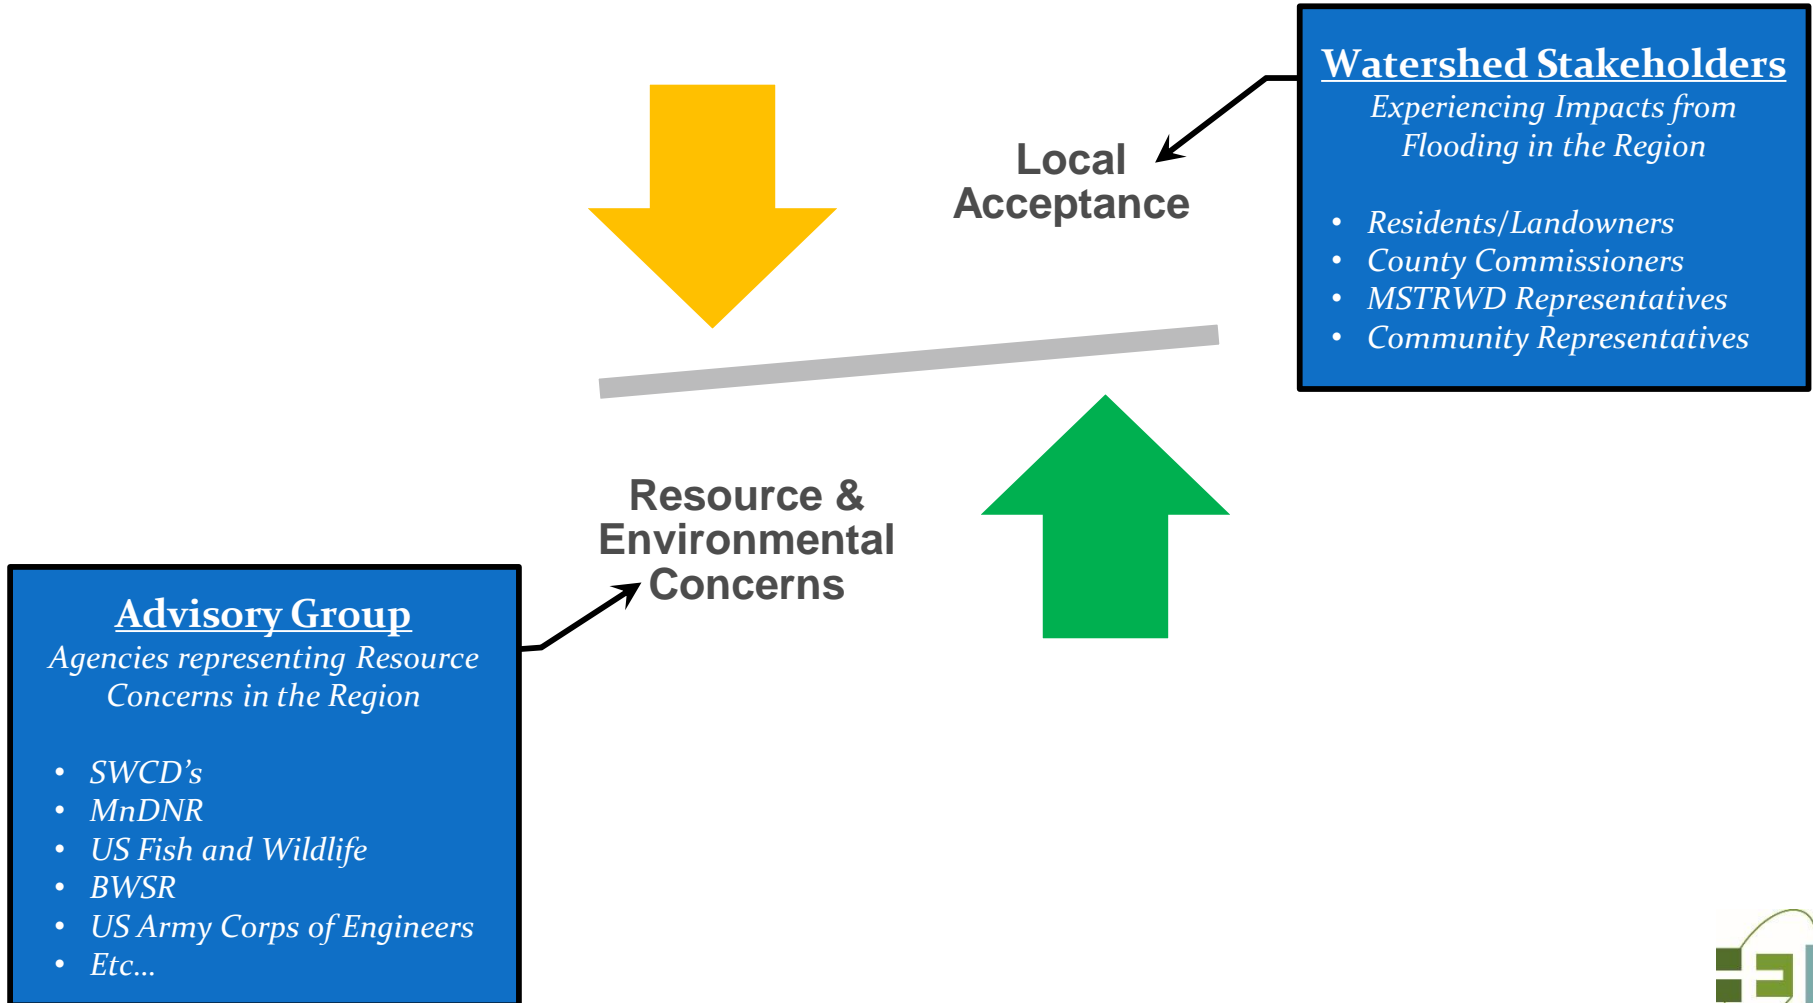 Watershed Stakeholders
Experiencing Impacts from
Flooding in the Region
• Residents/Landowners
• County Commissioners
• MSTRWD Representatives
• Community Representatives
Local
Acceptance
Resource &
Environmental
Concerns
Advisory Group
Agencies representing Resource
Concerns in the Region
• SWCD's
• MnDNR
• US Fish and Wildlife
• BWSR
• US Army Corps of Engineers
• Etc...